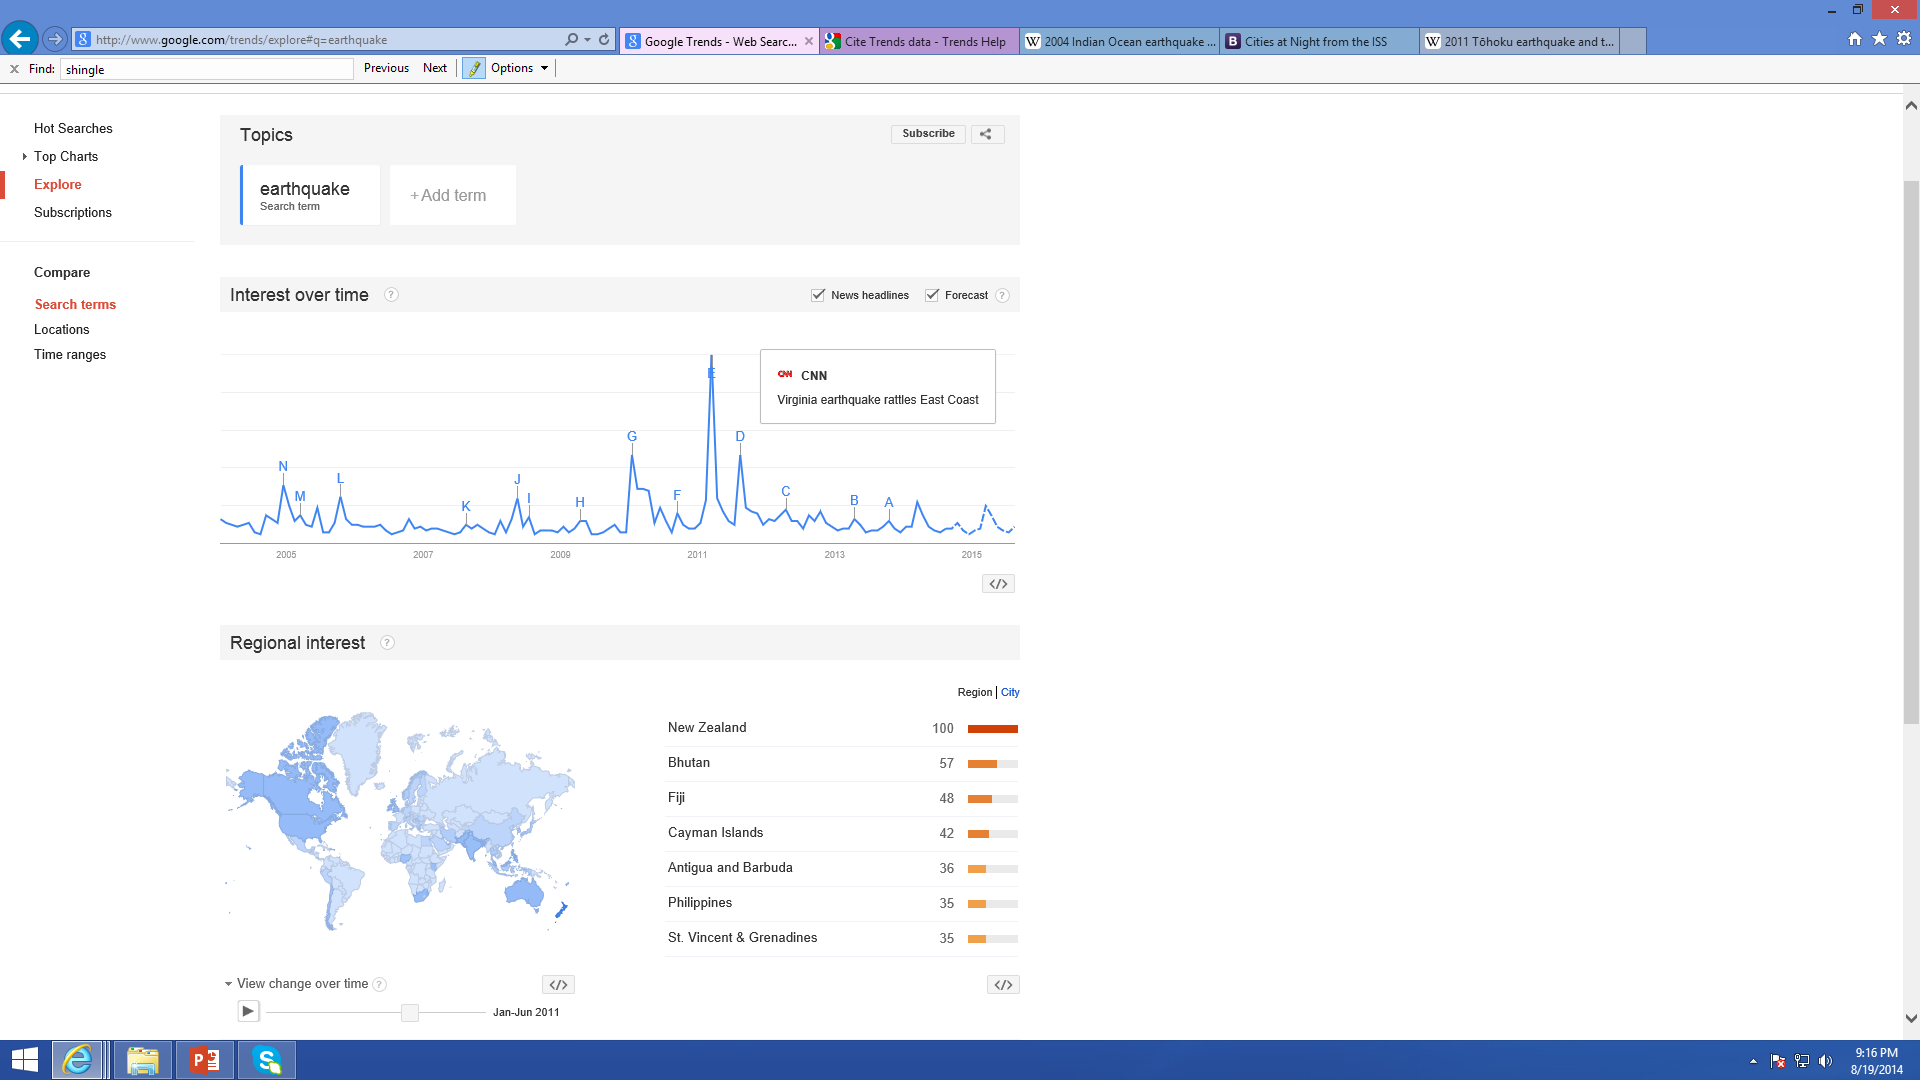 http://www.google.com/trends/explore#q=earthquake
Google Trends - Web Searc...
Cite Trends data - Trends Help
2004 Indian Ocean earthquake ...
Cities at Night from the ISS
2011 Tōhoku earthquake and t...
Find: shingle Previous Next Options
Hot Searches
Top Charts
Explore
Subscriptions
Compare
Search terms
Locations
Time ranges
Topics
Subscribe
earthquake
Search term
+Add term
Interest over time ?
News headlines Forecast ?
CNN CNN
Virginia earthquake rattles East Coast
N M L K J I H G F E D C B A
2005 2007 2009 2011 2013 2015
</>
Regional interest ?
Region | City
New Zealand 100
Bhutan 57
Fiji 48
Cayman Islands 42
Antigua and Barbuda 36
Philippines 35
St. Vincent & Grenadines 35
View change over time ? </> </>
Jan-Jun 2011
9:16 PM
8/19/2014